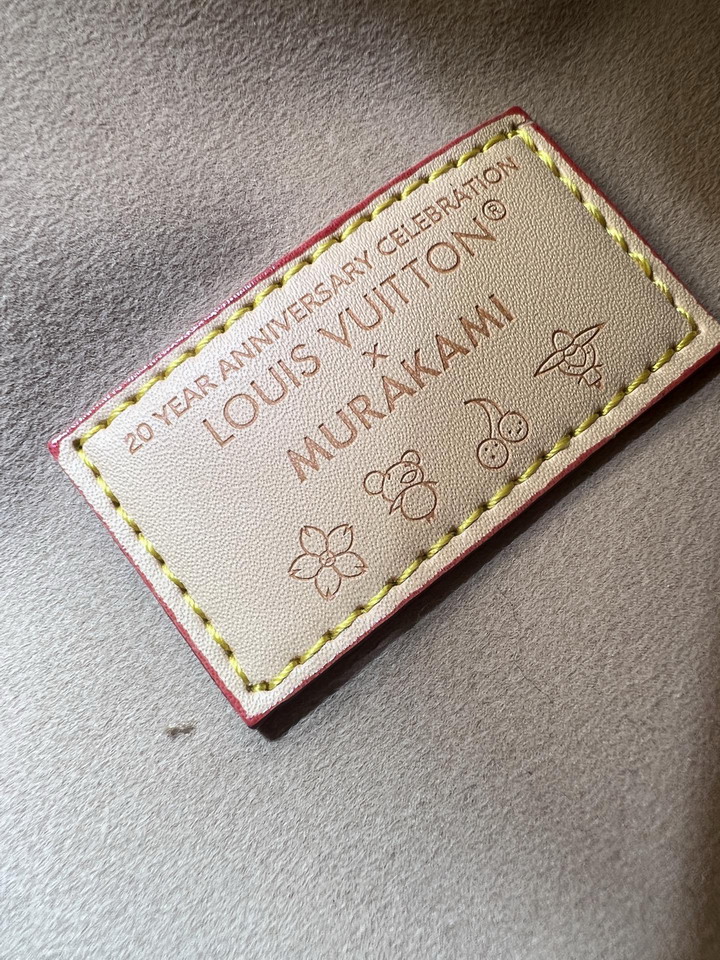 20 YEAR ANNIVERSARY CELEBRATION
LOUIS VUITTON®
×
MURAKAMI